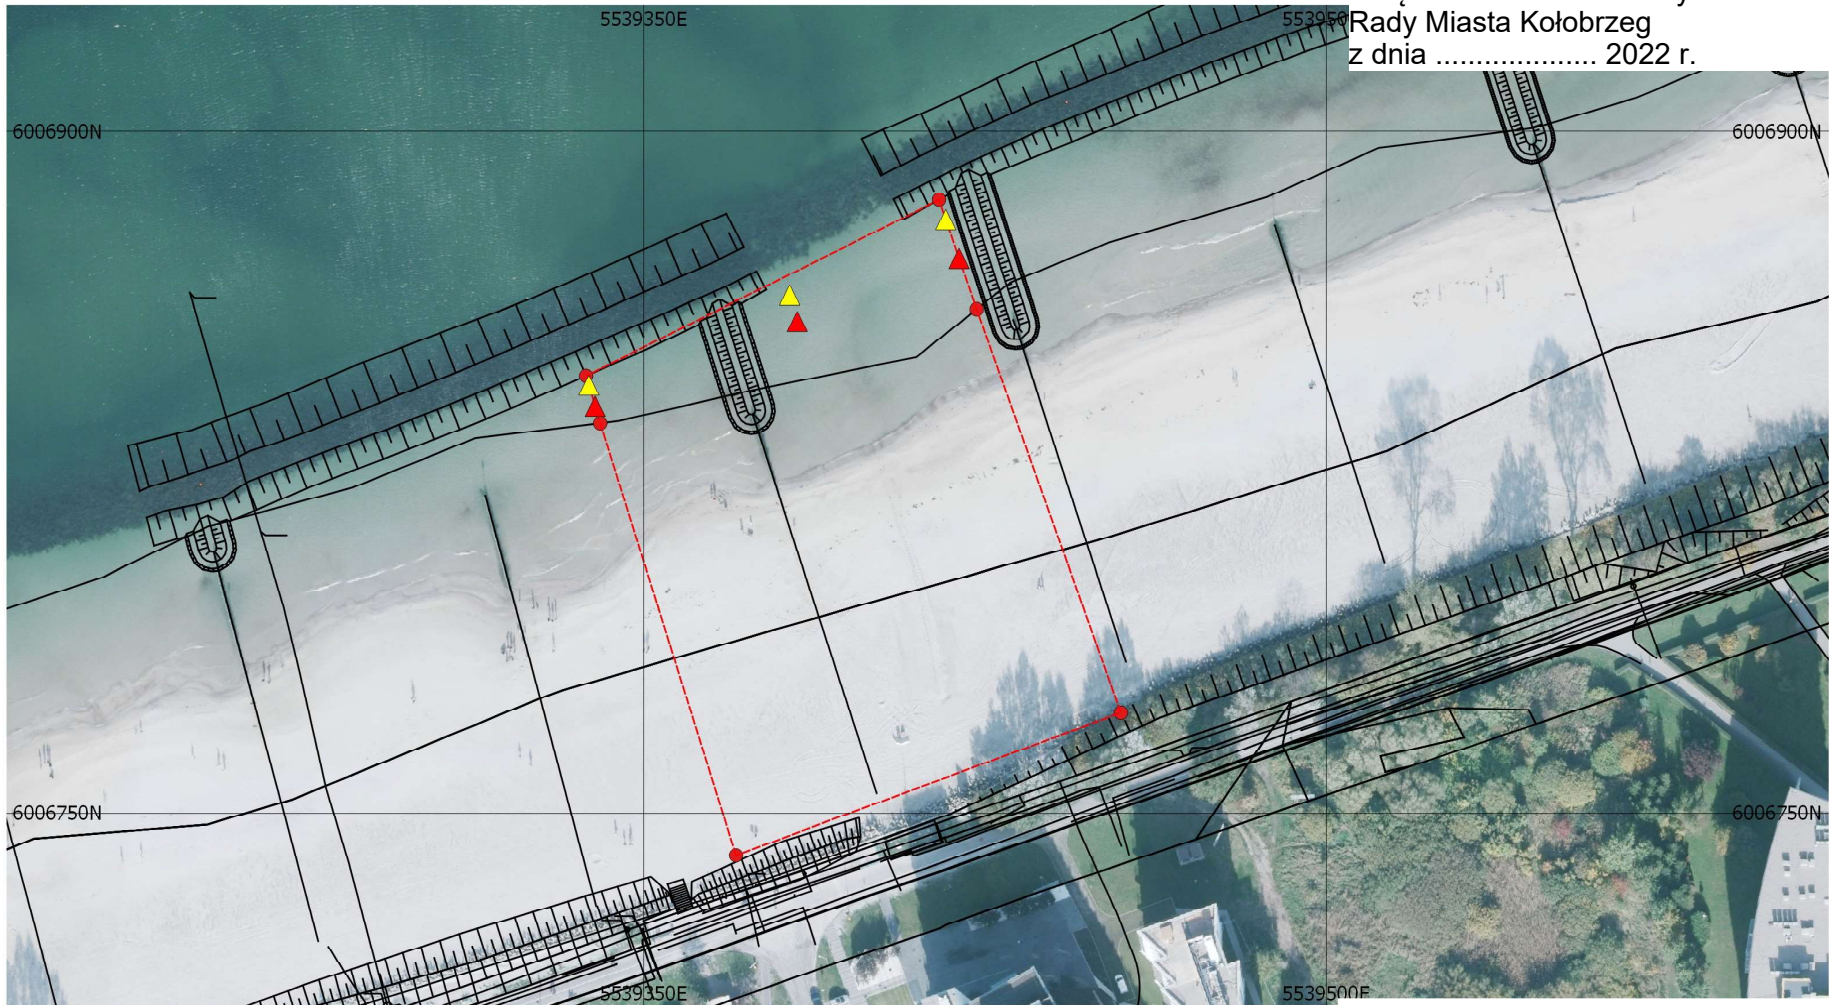 5539350E
Rady Miasta Kołobrzeg
z dnia .................... 2022 r.
6006900N
6006900N
6006750N
6006750N
5539350E
5539500E